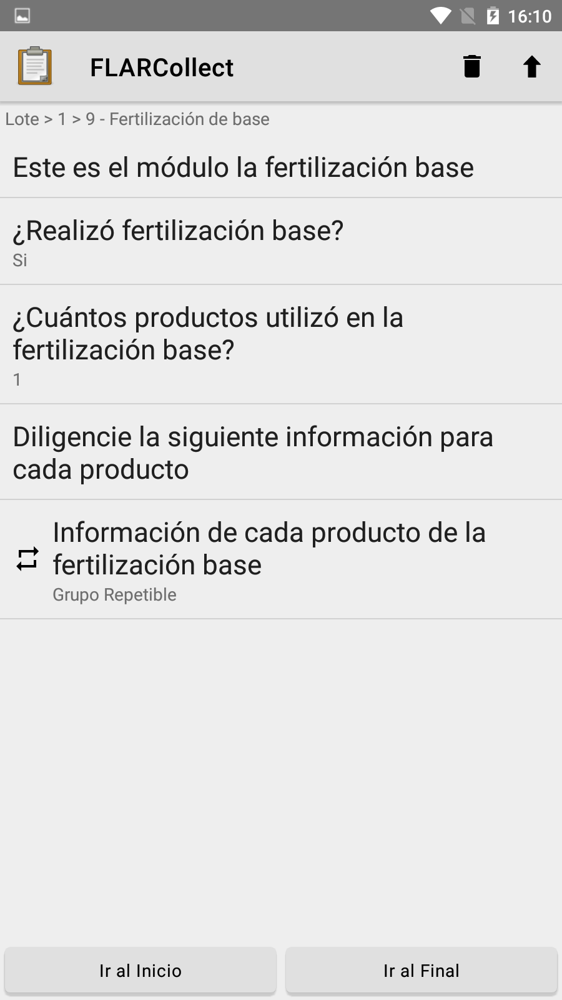 16:10
FLARCollect
Lote > 1 > 9 - Fertilización de base
Este es el módulo la fertilización base
¿Realizó fertilización base?
Si
¿Cuántos productos utilizó en la
fertilización base?
1
Diligencie la siguiente información para
cada producto
Información de cada producto de la
fertilización base
Grupo Repetible
Ir al Inicio
Ir al Final